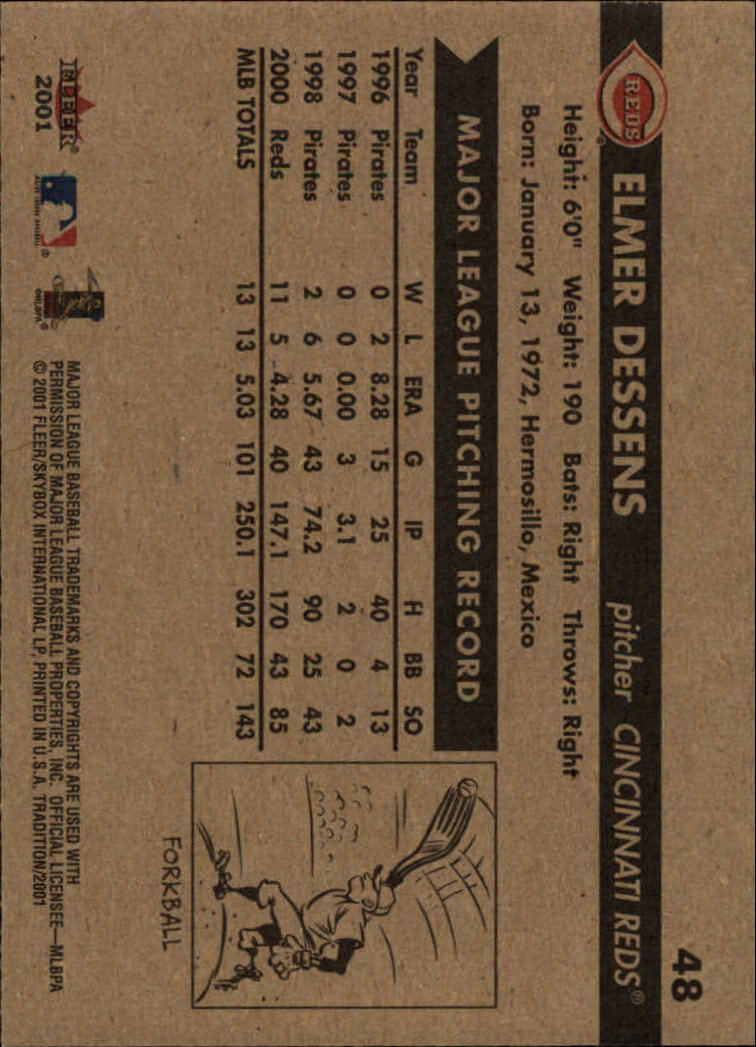 48
REDS
ELMER DESSENS pitcher CINCINNATI REDS®
Height: 6'0" Weight: 190 Bats: Right Throws: Right
Born: January 13, 1972, Hermosillo, Mexico
MAJOR LEAGUE PITCHING RECORD
Year Team W L ERA G IP H BB SO
1996 Pirates 0 2 8.28 15 25 40 4 13
1997 Pirates 0 0 0.00 3 3.1 2 0 2
1998 Pirates 2 6 5.67 43 74.2 90 25 43
2000 Reds 11 5 4.28 40 147.1 170 43 85
MLB TOTALS 13 13 5.03 101 250.1 302 72 143
FORKBALL
FLEER®
2001
MAJOR LEAGUE BASEBALL TRADEMARKS AND COPYRIGHTS ARE USED WITH
PERMISSION OF MAJOR LEAGUE BASEBALL PROPERTIES, INC. OFFICIAL LICENSEE—MLBPA
© 2001 FLEER/SKYBOX INTERNATIONAL LP, PRINTED IN U.S.A. TRADITION/2001